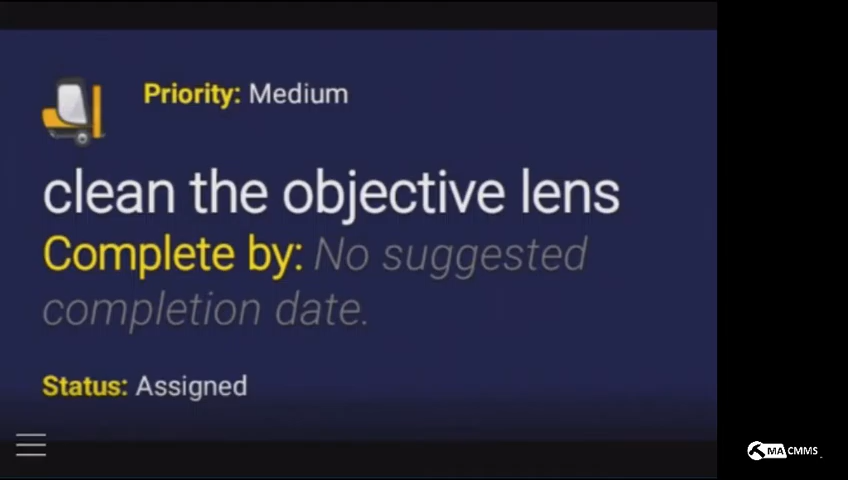 Priority: Medium
clean the objective lens
Complete by: No suggested
completion date.
Status: Assigned
MA CMMS